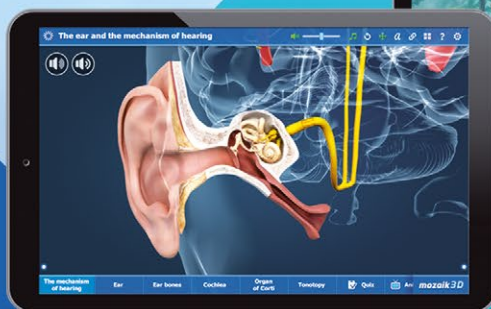 The ear and the mechanism of hearing
α
?
The mechanism
of hearing
Ear
Ear bones
Cochlea
Organ
of Corti
Tonotopy
Quiz
mozaik3D